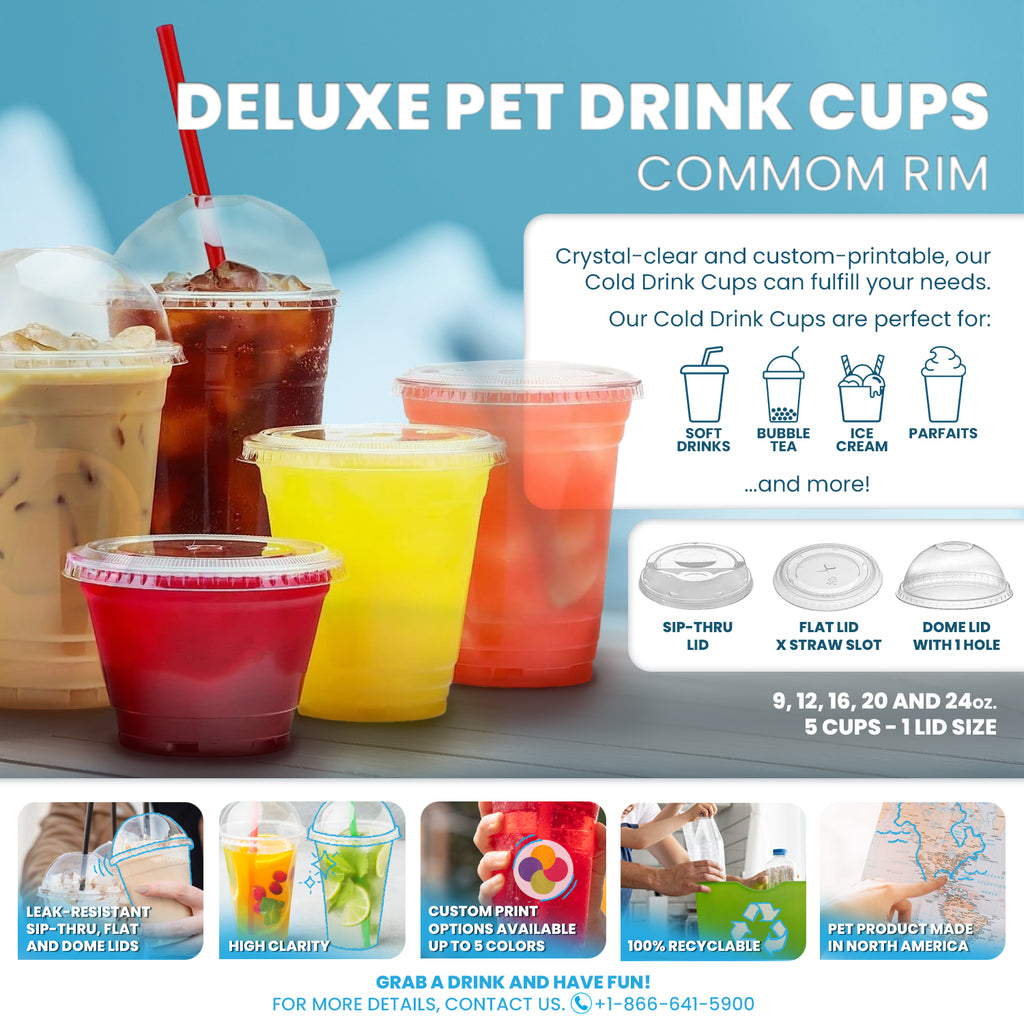 DELUXE PET DRINK CUPS
COMMOM RIM
Crystal-clear and custom-printable, our
Cold Drink Cups can fulfill your needs.
Our Cold Drink Cups are perfect for:
SOFT
DRINKS
BUBBLE
TEA
ICE
CREAM
PARFAITS
...and more!
SIP-THRU
LID
FLAT LID
X STRAW SLOT
DOME LID
WITH 1 HOLE
9, 12, 16, 20 AND 24oz.
5 CUPS - 1 LID SIZE
LEAK-RESISTANT
SIP-THRU, FLAT
AND DOME LIDS
HIGH CLARITY
CUSTOM PRINT
OPTIONS AVAILABLE
UP TO 5 COLORS
100% RECYCLABLE
PET PRODUCT MADE
IN NORTH AMERICA
GRAB A DRINK AND HAVE FUN!
FOR MORE DETAILS, CONTACT US. +1-866-641-5900